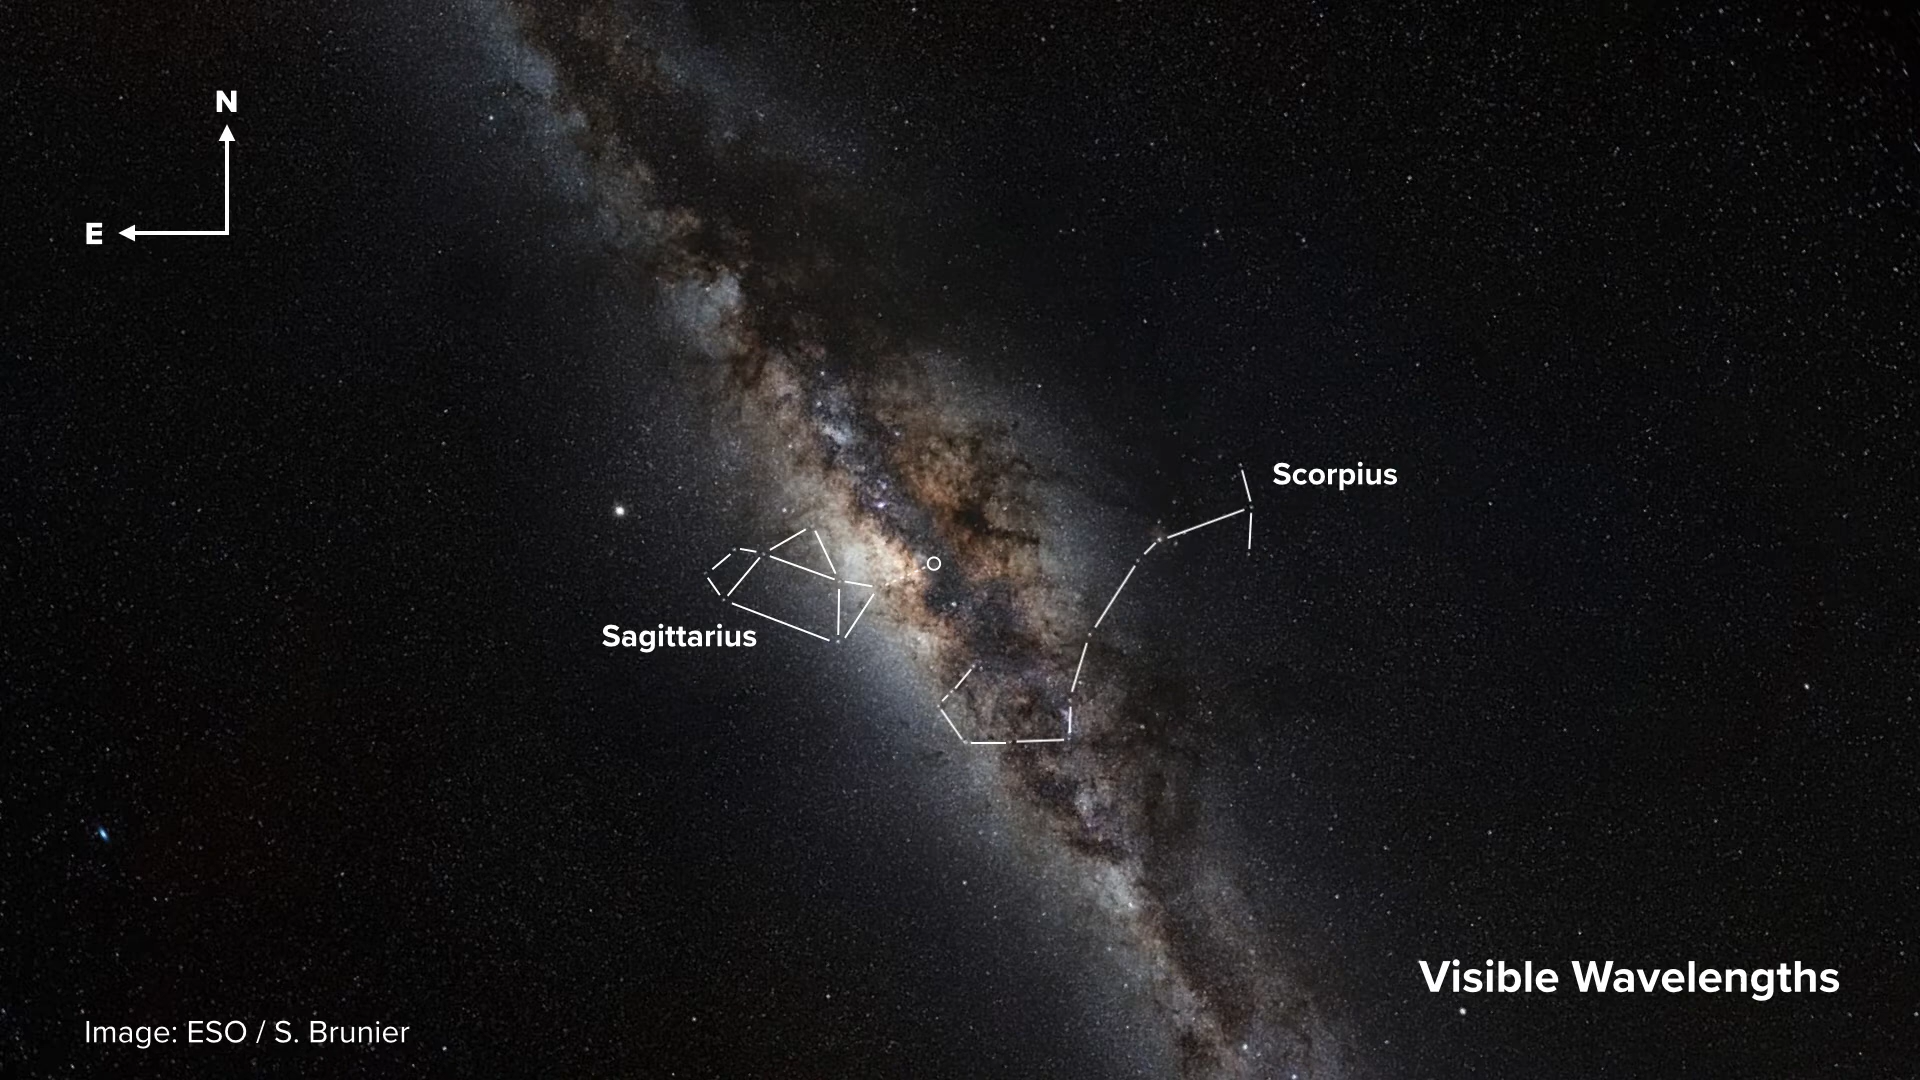 N
E
Scorpius
Sagittarius
Visible Wavelengths
Image: ESO / S. Brunier